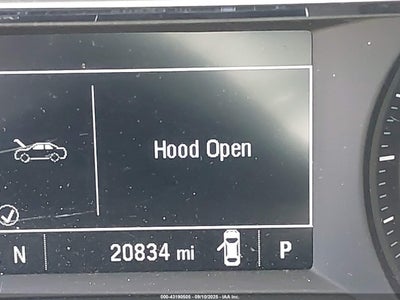 Hood Open
N 20834 mi P
000-43190505 - 09/10/2025 - IAA Inc.